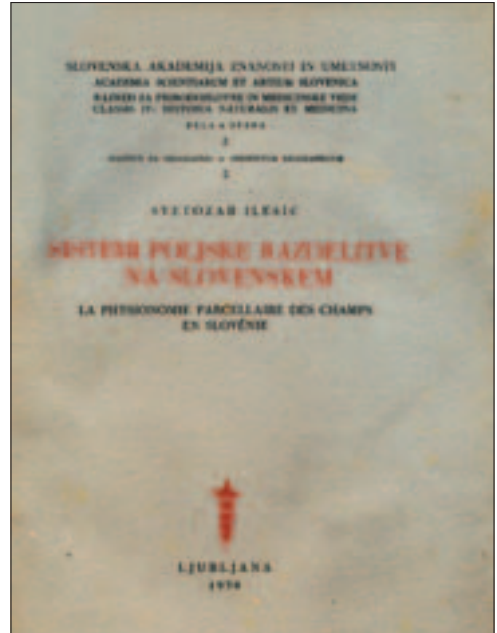 SLOVENSKA AKADEMIJA ZNANOSTI IN UMETNOSTI
ACADEMIA SCIENTIARUM ET ARTIUM SLOVENICA
RAZRED ZA PRIRODOSLOVNE IN MEDICINSKE VEDE
CLASSIS IV: HISTORIA NATURALIS ET MEDICINA
DELA • OPERA
SVETOZAR ILEŠIČ
SISTEMI POLJSKE RAZDELITVE
NA SLOVENSKEM
LA PHYSIONOMIE PARCELLAIRE DES CHAMPS
EN SLOVÉNIE
LJUBLJANA
1950